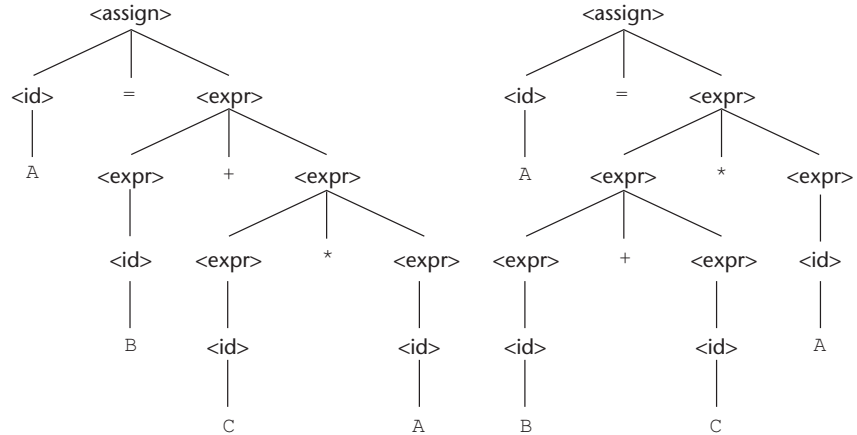 <assign> <assign>
<id> = <expr> <id> = <expr>
A <expr> + <expr> A <expr> * <expr>
<id> <expr> * <expr> <expr> + <expr> <id>
B <id> <id> <id> <id> A
C A B C